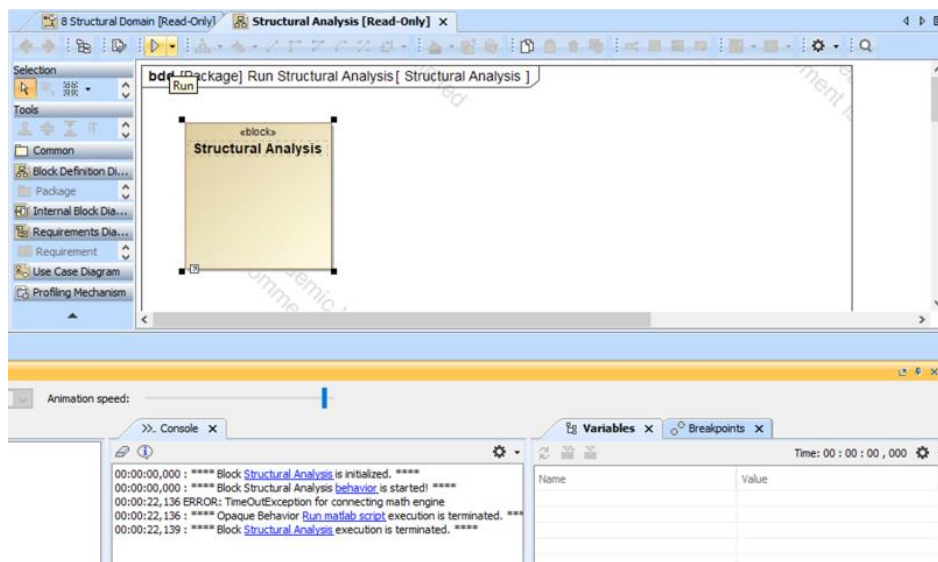 8 Structural Domain [Read-Only]
Structural Analysis [Read-Only]
Selection
bdd [Package] Run Structural Analysis [ Structural Analysis ]
Run
Tools
«block»
Structural Analysis
Common
Block Definition Di...
Package
Internal Block Dia...
Requirements Dia...
Requirement
Use Case Diagram
Profiling Mechanism
Animation speed:
Console
Variables
Breakpoints
Time: 00 : 00 : 00 , 000
Name
Value
00:00:00,000 : **** Block Structural Analysis is initialized. ****
00:00:00,000 : **** Block Structural Analysis behavior is started! ****
00:00:22,136 ERROR: TimeOutException for connecting math engine
00:00:22,136 : **** Opaque Behavior Run matlab script execution is terminated. ***
00:00:22,139 : **** Block Structural Analysis execution is terminated. ****